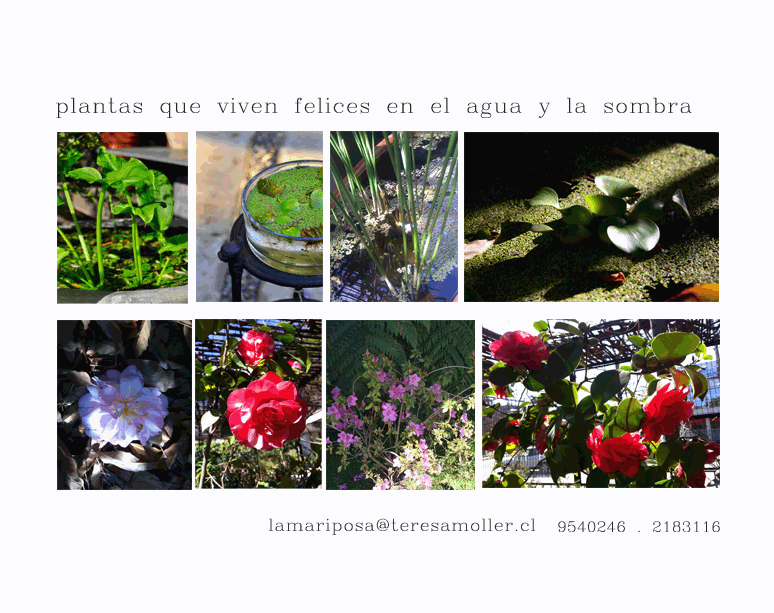 plantas que viven felices en el agua y la sombra
lamariposa@teresamoller.cl 9540246 . 2183116